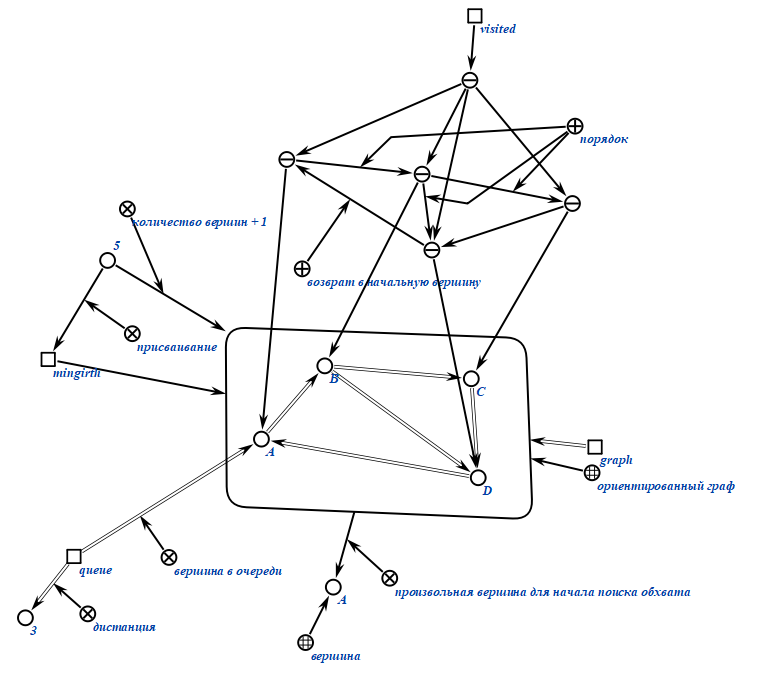 visited
порядок
количество вершин + 1
5
возврат в начальную вершину
присваивание
mingirth
B
C
A
graph
D
ориентированный граф
queue
вершина в очереди
A
произвольная вершина для начала поиска обхвата
3
дистанция
вершина